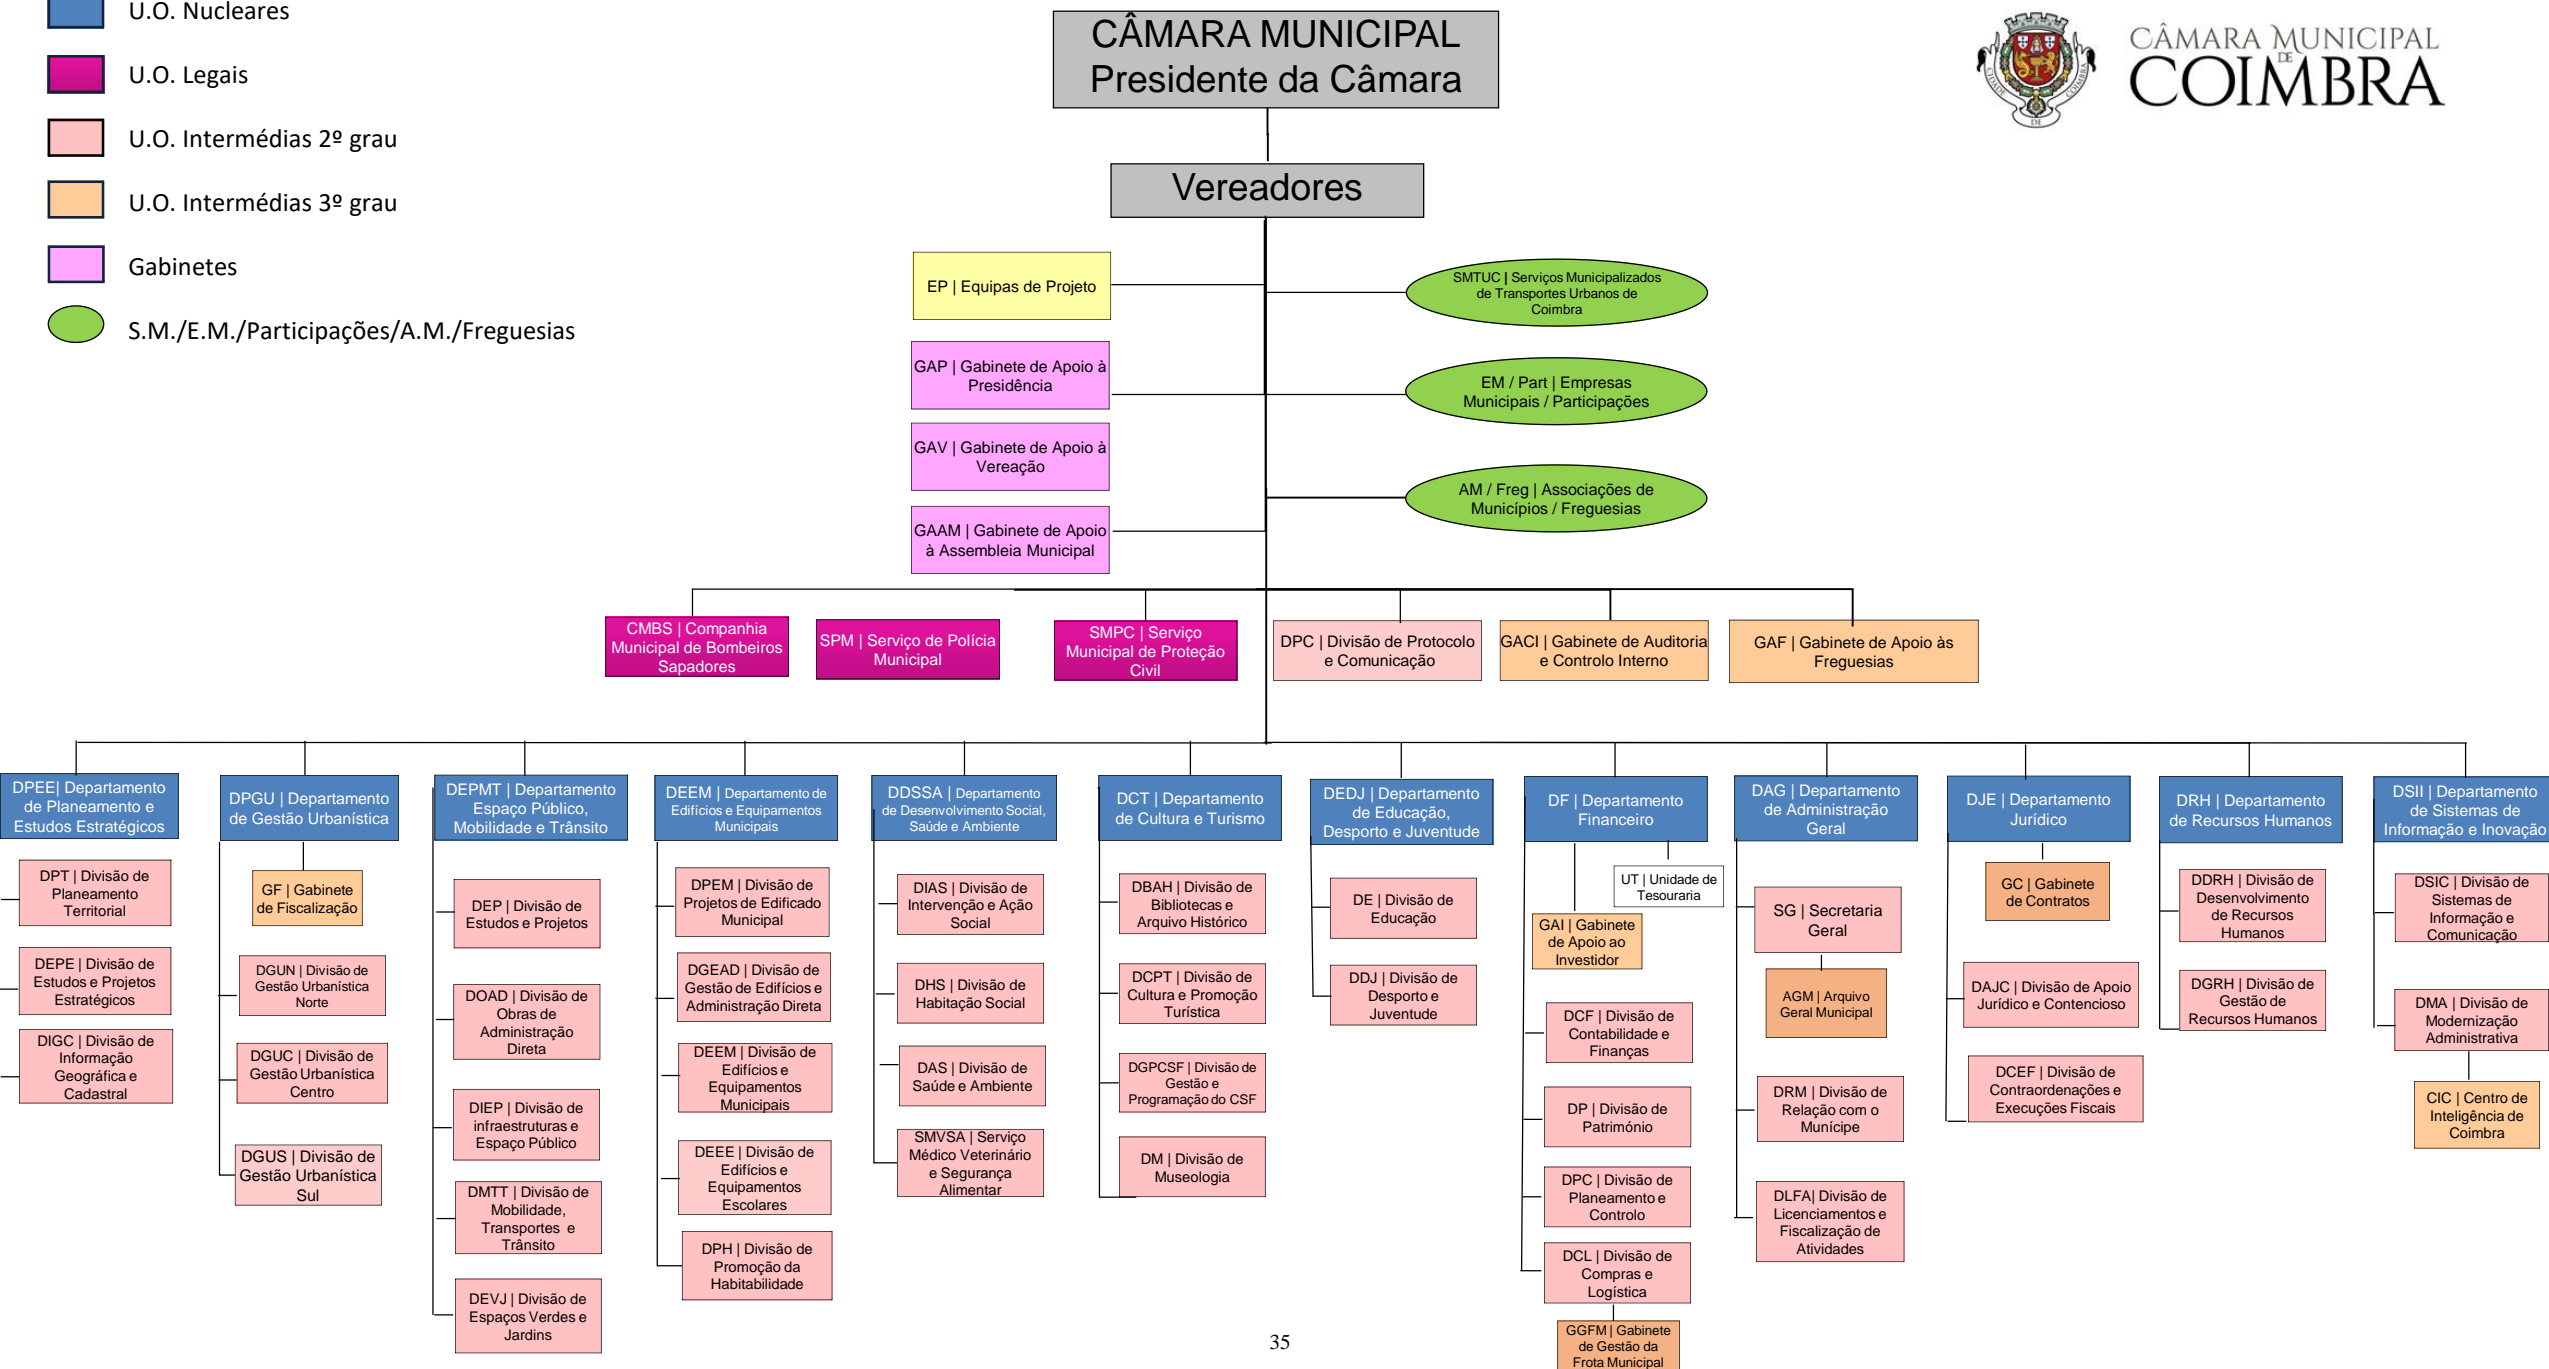 U.O. Nucleares
U.O. Legais
U.O. Intermédias 2º grau
U.O. Intermédias 3º grau
Gabinetes
S.M./E.M./Participações/A.M./Freguesias
CÂMARA MUNICIPAL
Presidente da Câmara
CÂMARA MUNICIPAL
DE
COIMBRA
Vereadores
EP | Equipas de Projeto
SMTUC | Serviços Municipalizados
de Transportes Urbanos de
Coimbra
GAP | Gabinete de Apoio à
Presidência
EM / Part | Empresas
Municipais / Participações
GAV | Gabinete de Apoio à
Vereação
AM / Freg | Associações de
Municípios / Freguesias
GAAM | Gabinete de Apoio
à Assembleia Municipal
CMBS | Companhia
Municipal de Bombeiros
Sapadores
SPM | Serviço de Polícia
Municipal
SMPC | Serviço
Municipal de Proteção
Civil
DPC | Divisão de Protocolo
e Comunicação
GACI | Gabinete de Auditoria
e Controlo Interno
GAF | Gabinete de Apoio às
Freguesias
DPEE| Departamento
de Planeamento e
Estudos Estratégicos
DPT | Divisão de
Planeamento
Territorial
DEPE | Divisão de
Estudos e Projetos
Estratégicos
DIGC | Divisão de
Informação
Geográfica e
Cadastral
DPGU | Departamento
de Gestão Urbanística
GF | Gabinete
de Fiscalização
DGUN | Divisão de
Gestão Urbanística
Norte
DGUC | Divisão de
Gestão Urbanística
Centro
DGUS | Divisão de
Gestão Urbanística
Sul
DEPMT | Departamento
Espaço Público,
Mobilidade e Trânsito
DEP | Divisão de
Estudos e Projetos
DOAD | Divisão de
Obras de
Administração
Direta
DIEP | Divisão de
infraestruturas e
Espaço Público
DMTT | Divisão de
Mobilidade,
Transportes e
Trânsito
DEVJ | Divisão de
Espaços Verdes e
Jardins
DEEM | Departamento de
Edifícios e Equipamentos
Municipais
DPEM | Divisão de
Projetos de Edificado
Municipal
DGEAD | Divisão de
Gestão de Edifícios e
Administração Direta
DEEM | Divisão de
Edifícios e
Equipamentos
Municipais
DEEE | Divisão de
Edifícios e
Equipamentos
Escolares
DPH | Divisão de
Promoção da
Habitabilidade
DDSSA | Departamento
de Desenvolvimento Social,
Saúde e Ambiente
DIAS | Divisão de
Intervenção e Ação
Social
DHS | Divisão de
Habitação Social
DAS | Divisão de
Saúde e Ambiente
SMVSA | Serviço
Médico Veterinário
e Segurança
Alimentar
DCT | Departamento
de Cultura e Turismo
DBAH | Divisão de
Bibliotecas e
Arquivo Histórico
DCPT | Divisão de
Cultura e Promoção
Turística
DGPCSF | Divisão de
Gestão e
Programação do CSF
DM | Divisão de
Museologia
DEDJ | Departamento
de Educação,
Desporto e Juventude
DE | Divisão de
Educação
DDJ | Divisão de
Desporto e
Juventude
DF | Departamento
Financeiro
UT | Unidade de
Tesouraria
GAI | Gabinete
de Apoio ao
Investidor
DCF | Divisão de
Contabilidade e
Finanças
DP | Divisão de
Património
DPC | Divisão de
Planeamento e
Controlo
DCL | Divisão de
Compras e
Logística
GGFM | Gabinete
de Gestão da
Frota Municipal
DAG | Departamento
de Administração
Geral
SG | Secretaria
Geral
AGM | Arquivo
Geral Municipal
DRM | Divisão de
Relação com o
Munícipe
DLFA| Divisão de
Licenciamentos e
Fiscalização de
Atividades
DJE | Departamento
Jurídico
GC | Gabinete
de Contratos
DAJC | Divisão de Apoio
Jurídico e Contencioso
DCEF | Divisão de
Contraordenações e
Execuções Fiscais
DRH | Departamento
de Recursos Humanos
DDRH | Divisão de
Desenvolvimento
de Recursos
Humanos
DGRH | Divisão de
Gestão de
Recursos Humanos
DSII | Departamento
de Sistemas de
Informação e Inovação
DSIC | Divisão de
Sistemas de
Informação e
Comunicação
DMA | Divisão de
Modernização
Administrativa
CIC | Centro de
Inteligência de
Coimbra
35